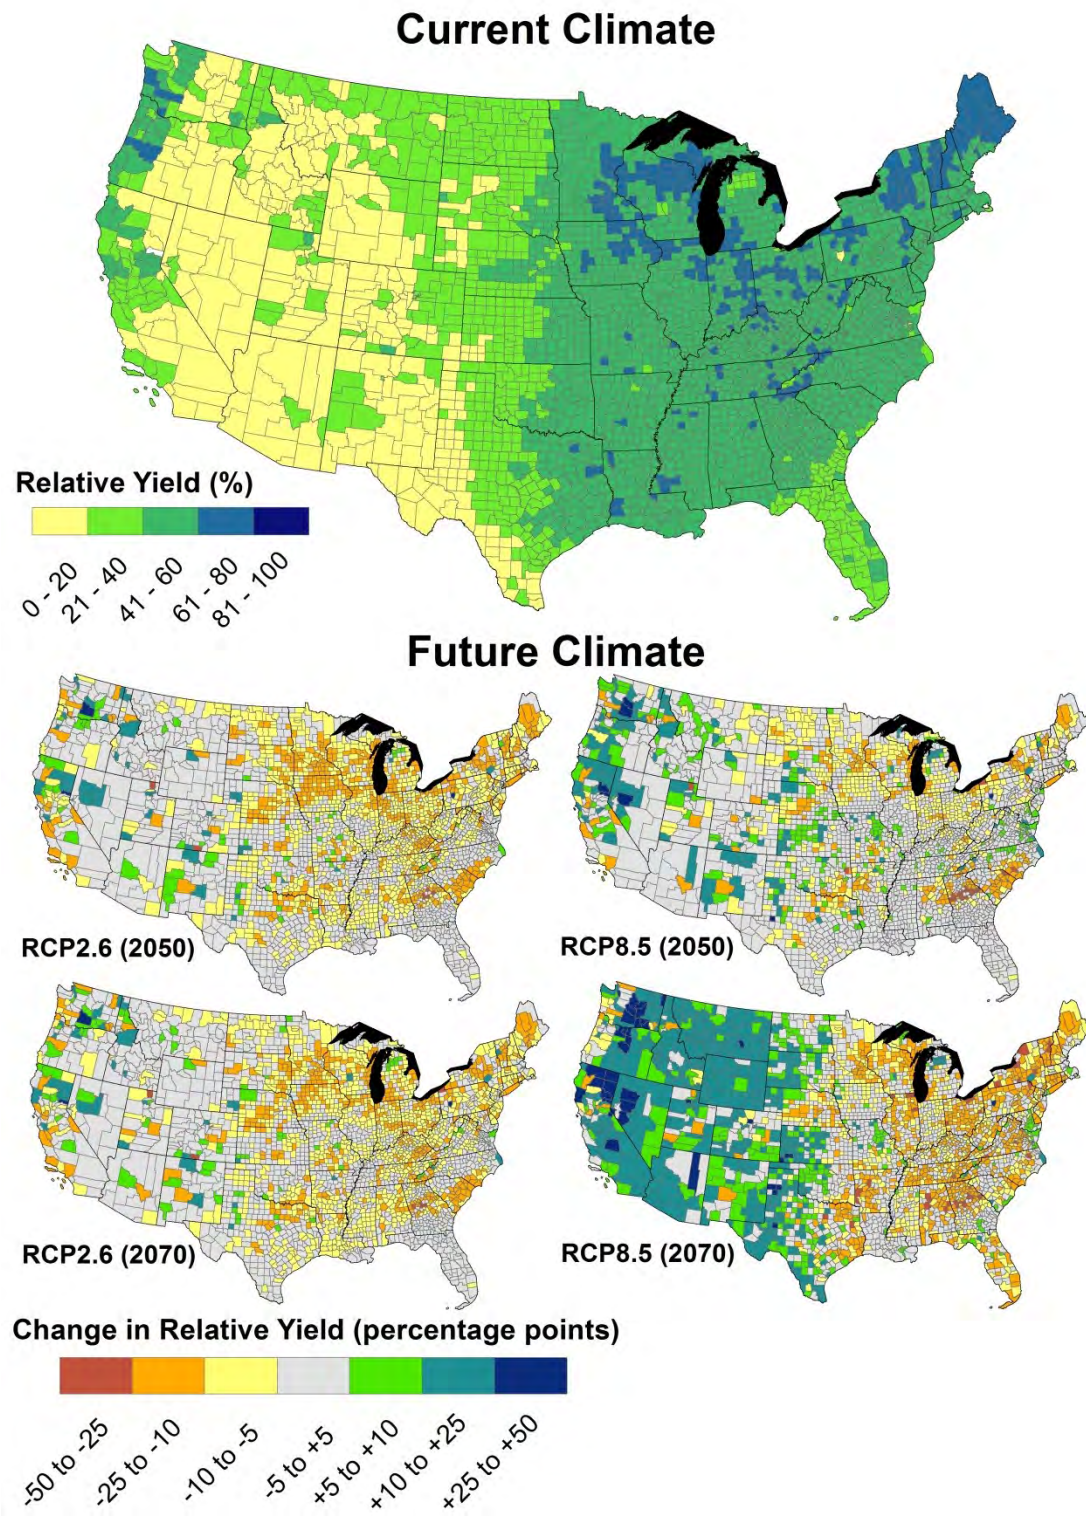 Current Climate
Relative Yield (%)
0 - 20
21 - 40
41 - 60
61 - 80
81 - 100
Future Climate
RCP2.6 (2050)
RCP8.5 (2050)
RCP2.6 (2070)
RCP8.5 (2070)
Change in Relative Yield (percentage points)
-50 to -25
-25 to -10
-10 to -5
-5 to +5
+5 to +10
+10 to +25
+25 to +50